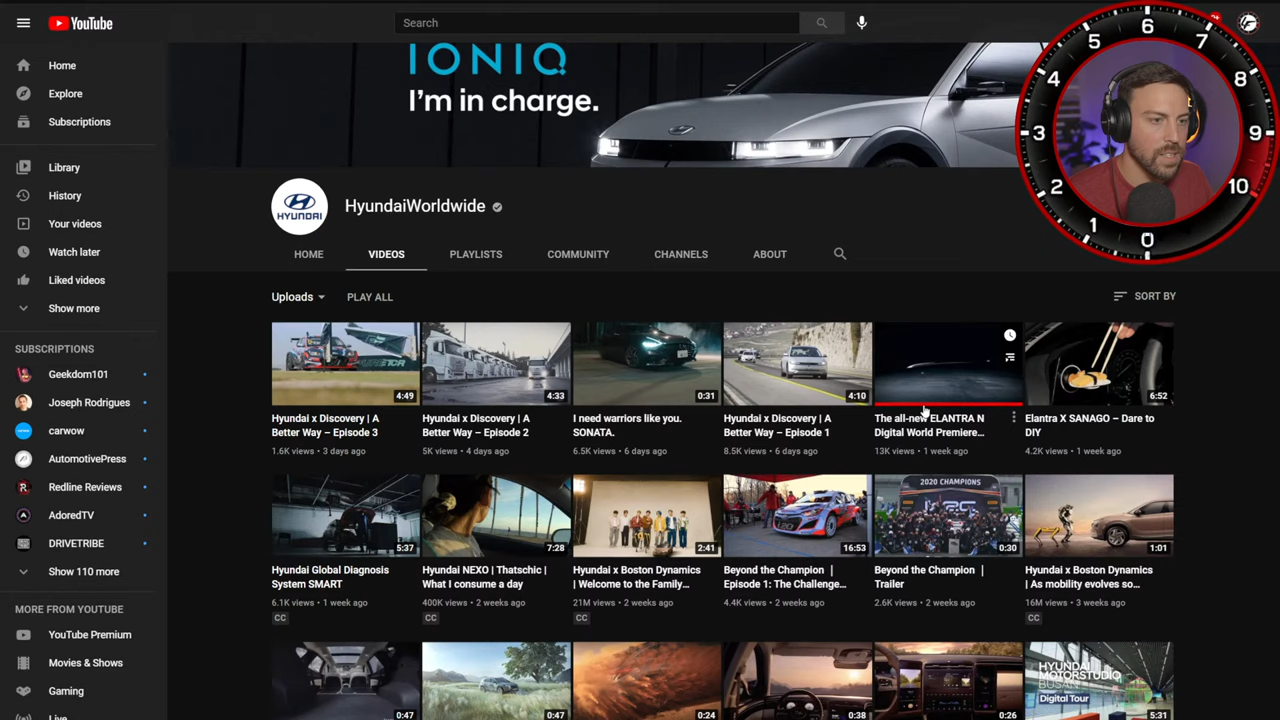 YouTube
Search
Home
Explore
Subscriptions
Library
History
Your videos
Watch later
Liked videos
Show more
SUBSCRIPTIONS
Geekdom101
Joseph Rodrigues
carwow
AutomotivePress
Redline Reviews
AdoredTV
DRIVETRIBE
Show 110 more
MORE FROM YOUTUBE
YouTube Premium
Movies & Shows
Gaming
Live
IONIQ
I'm in charge.
HYUNDAI
HyundaiWorldwide
HOME VIDEOS PLAYLISTS COMMUNITY CHANNELS ABOUT
Uploads PLAY ALL SORT BY
4:49
Hyundai x Discovery | A
Better Way – Episode 3
1.6K views • 3 days ago
4:33
Hyundai x Discovery | A
Better Way – Episode 2
5K views • 4 days ago
0:31
I need warriors like you.
SONATA.
6.5K views • 6 days ago
4:10
Hyundai x Discovery | A
Better Way – Episode 1
8.5K views • 6 days ago
The all-new ELANTRA N
Digital World Premiere...
13K views • 1 week ago
6:52
Elantra X SANAGO – Dare to
DIY
4.2K views • 1 week ago
5:37
Hyundai Global Diagnosis
System SMART
6.1K views • 1 week ago
CC
7:28
Hyundai NEXO | Thatschic |
What I consume a day
400K views • 2 weeks ago
CC
2:41
Hyundai x Boston Dynamics
| Welcome to the Family...
21M views • 2 weeks ago
CC
16:53
Beyond the Champion |
Episode 1: The Challenge...
4.4K views • 2 weeks ago
2020 CHAMPIONS
0:30
Beyond the Champion |
Trailer
2.6K views • 2 weeks ago
1:01
Hyundai x Boston Dynamics
| As mobility evolves so...
16M views • 3 weeks ago
CC
0:47
0:47
0:24
0:38
0:26
HYUNDAI
MOTORSTUDIO
BUSAN
Digital Tour
5:31
0
1
2
3
4
5
6
7
8
9
10